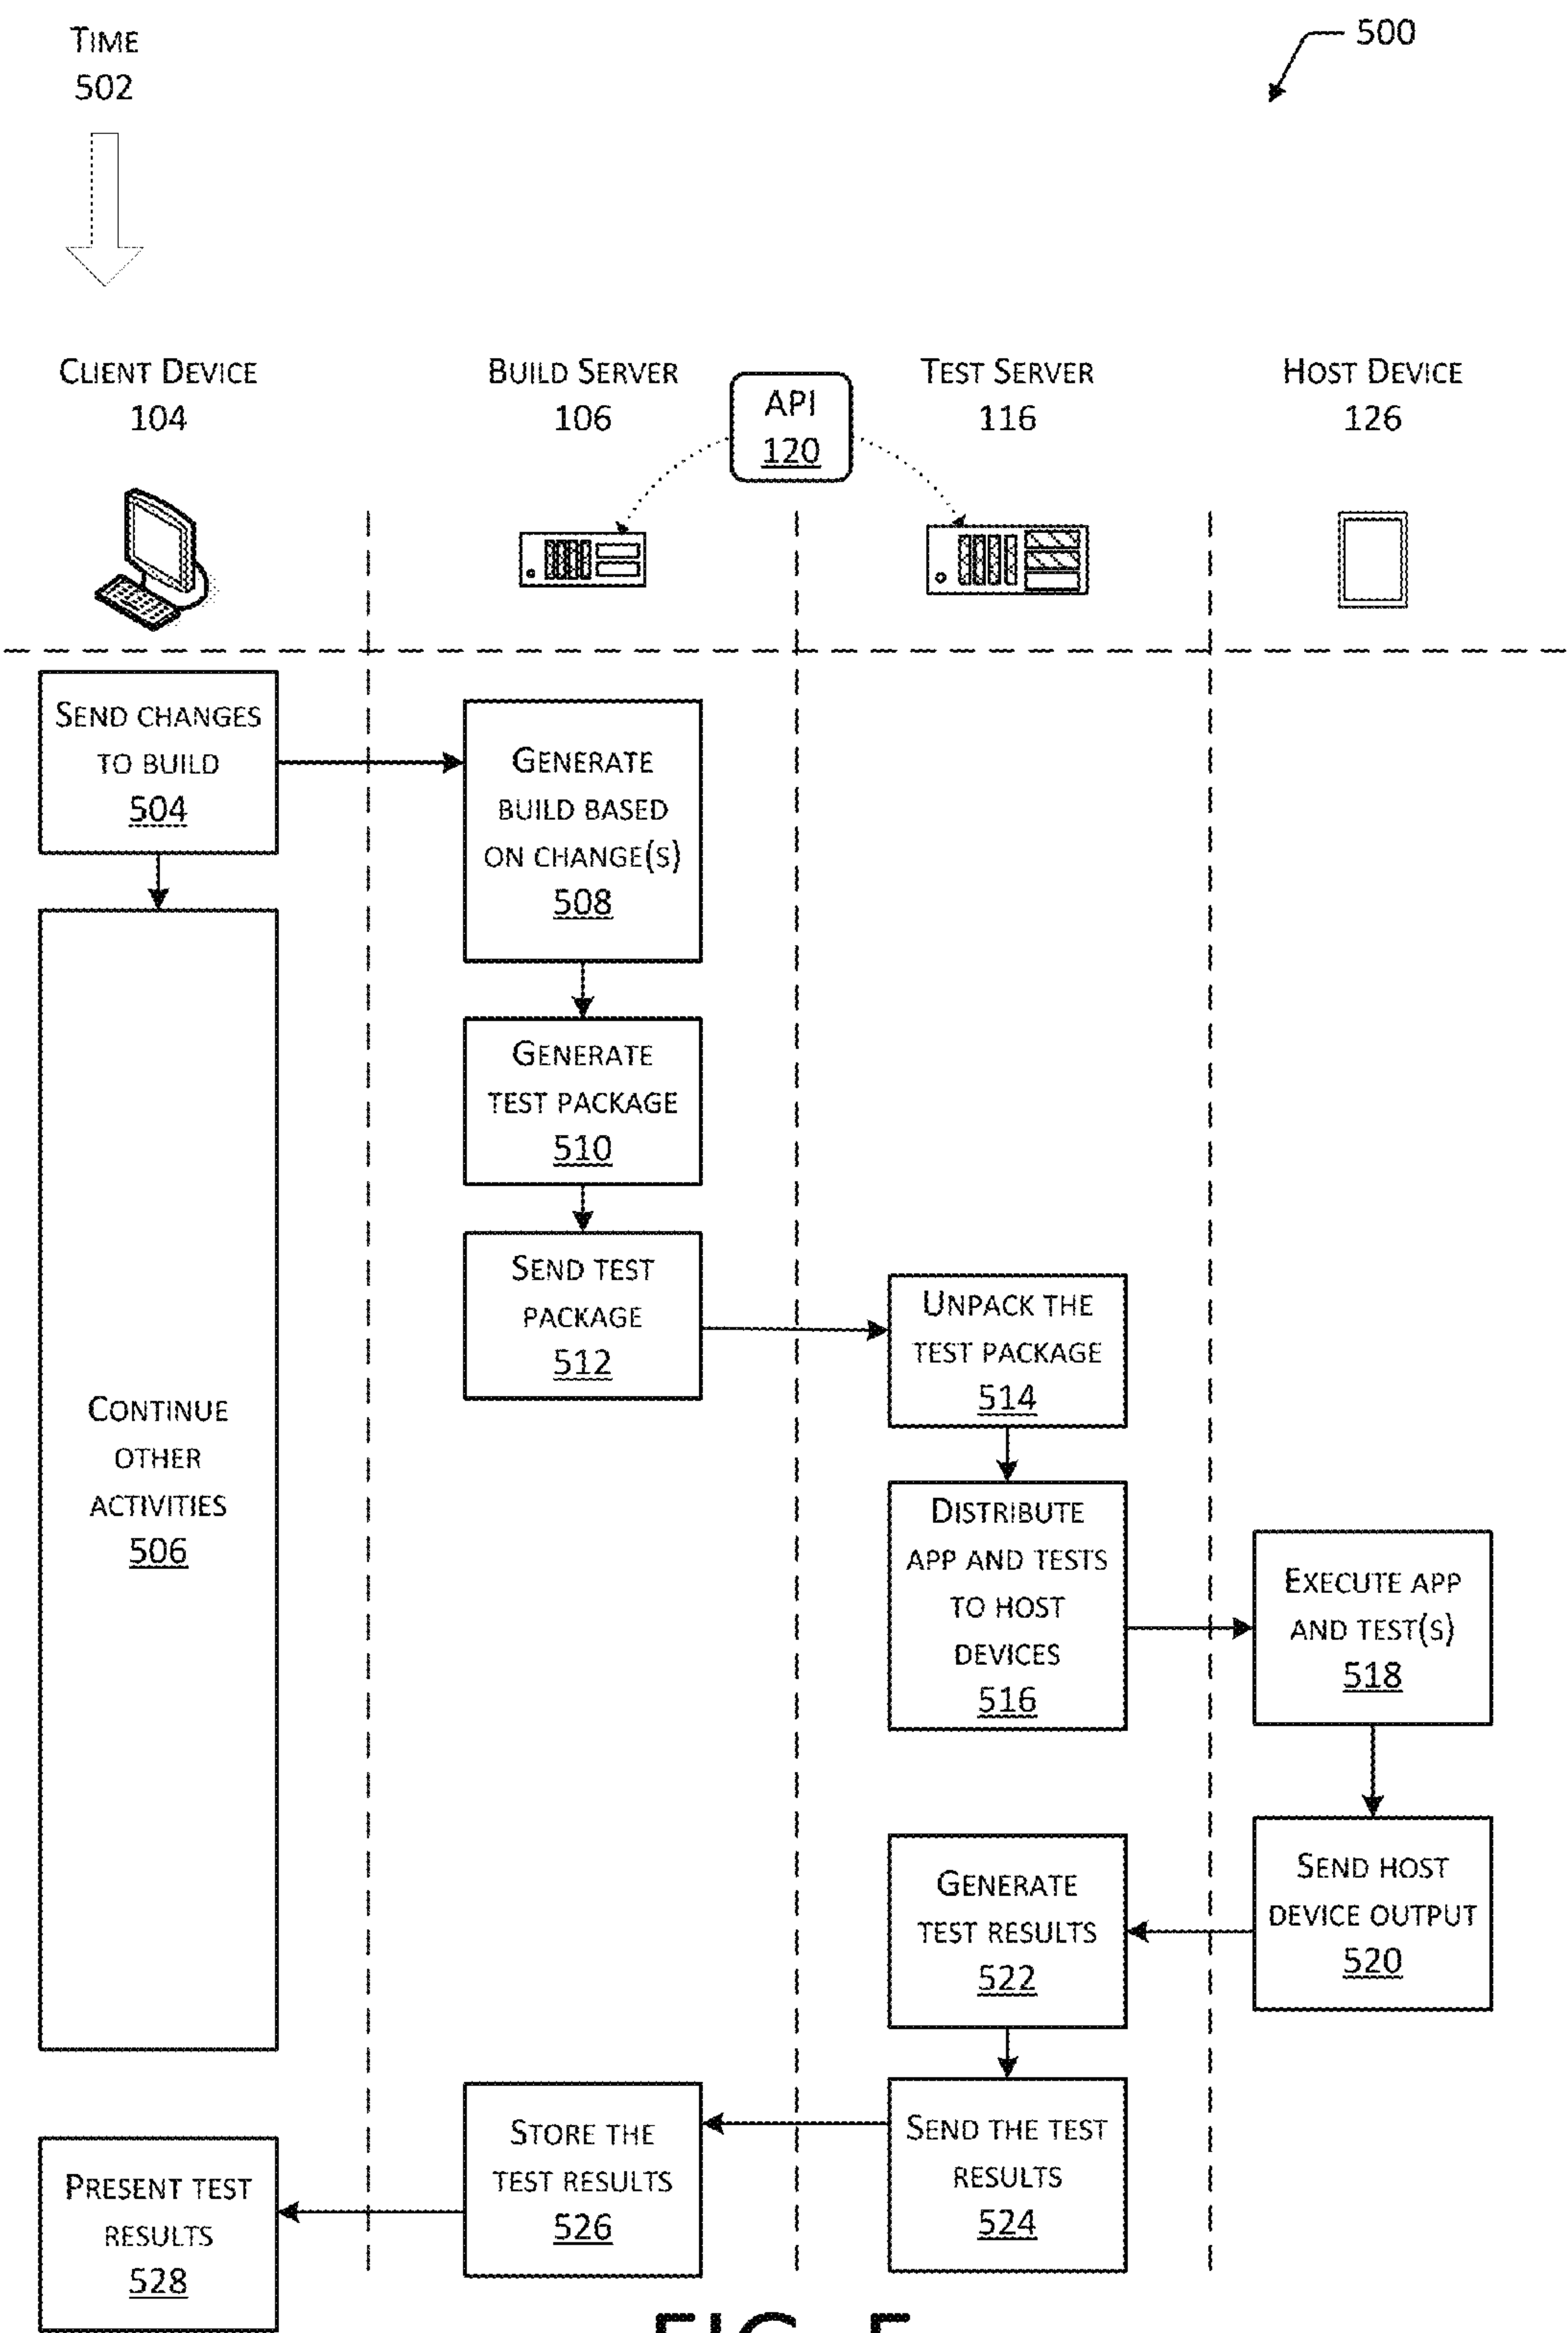 TIME
502
500
CLIENT DEVICE
104
BUILD SERVER
106
API
120
TEST SERVER
116
HOST DEVICE
126
SEND CHANGES
TO BUILD
504
GENERATE
BUILD BASED
ON CHANGE(S)
508
GENERATE
TEST PACKAGE
510
SEND TEST
PACKAGE
512
UNPACK THE
TEST PACKAGE
514
CONTINUE
OTHER
ACTIVITIES
506
DISTRIBUTE
APP AND TESTS
TO HOST
DEVICES
516
EXECUTE APP
AND TEST(S)
518
SEND HOST
DEVICE OUTPUT
520
GENERATE
TEST RESULTS
522
SEND THE TEST
RESULTS
524
STORE THE
TEST RESULTS
526
PRESENT TEST
RESULTS
528